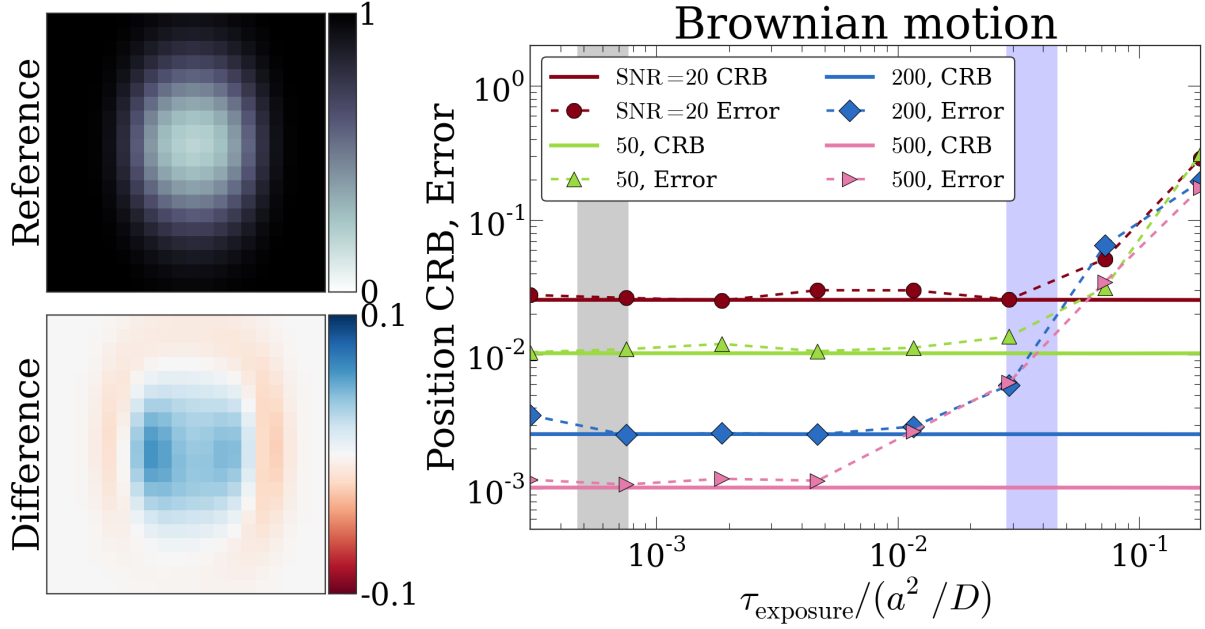 Brownian motion
Reference
1
0
Difference
0.1
-0.1
Position CRB, Error
10^0
10^-1
10^-2
10^-3
SNR = 20 CRB
SNR = 20 Error
50, CRB
50, Error
200, CRB
200, Error
500, CRB
500, Error
10^-3
10^-2
10^-1
τ_exposure/(a^2 /D)